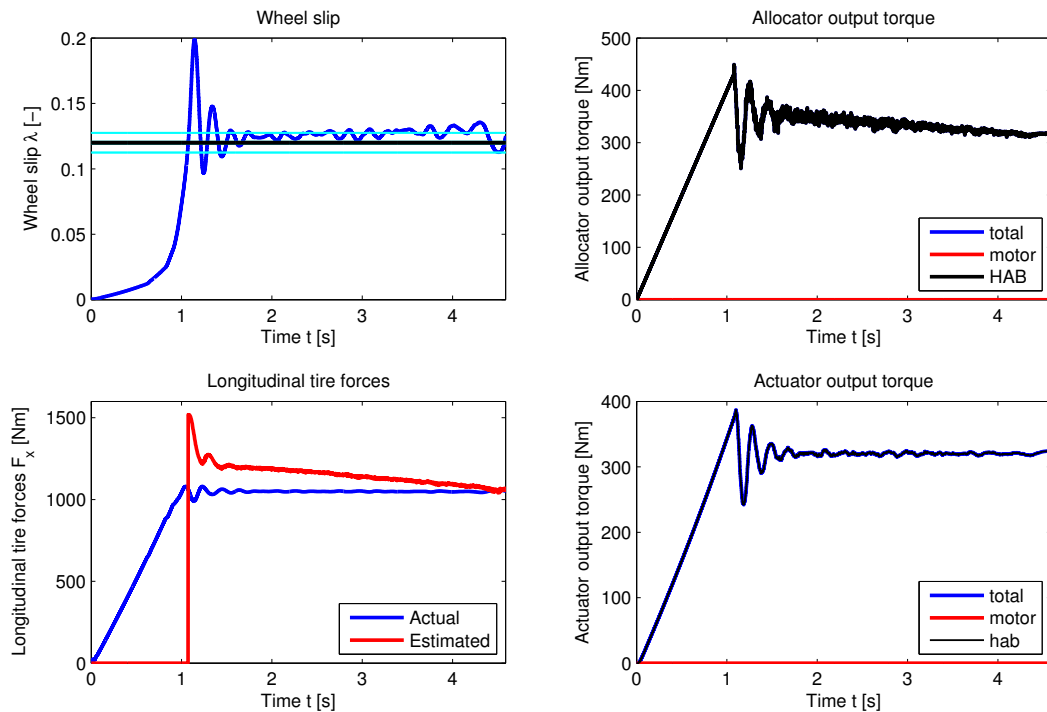 Wheel slip
0.2
0.15
0.1
0.05
0
Wheel slip λ [−]
0 1 2 3 4
Time t [s]
Allocator output torque
500
400
300
200
100
0
Allocator output torque [Nm]
total
motor
HAB
0 1 2 3 4
Time t [s]
Longitudinal tire forces
1500
1000
500
0
Longitudinal tire forces Fₓ [Nm]
Actual
Estimated
0 1 2 3 4
Time t [s]
Actuator output torque
400
300
200
100
0
Actuator output torque [Nm]
total
motor
hab
0 1 2 3 4
Time t [s]